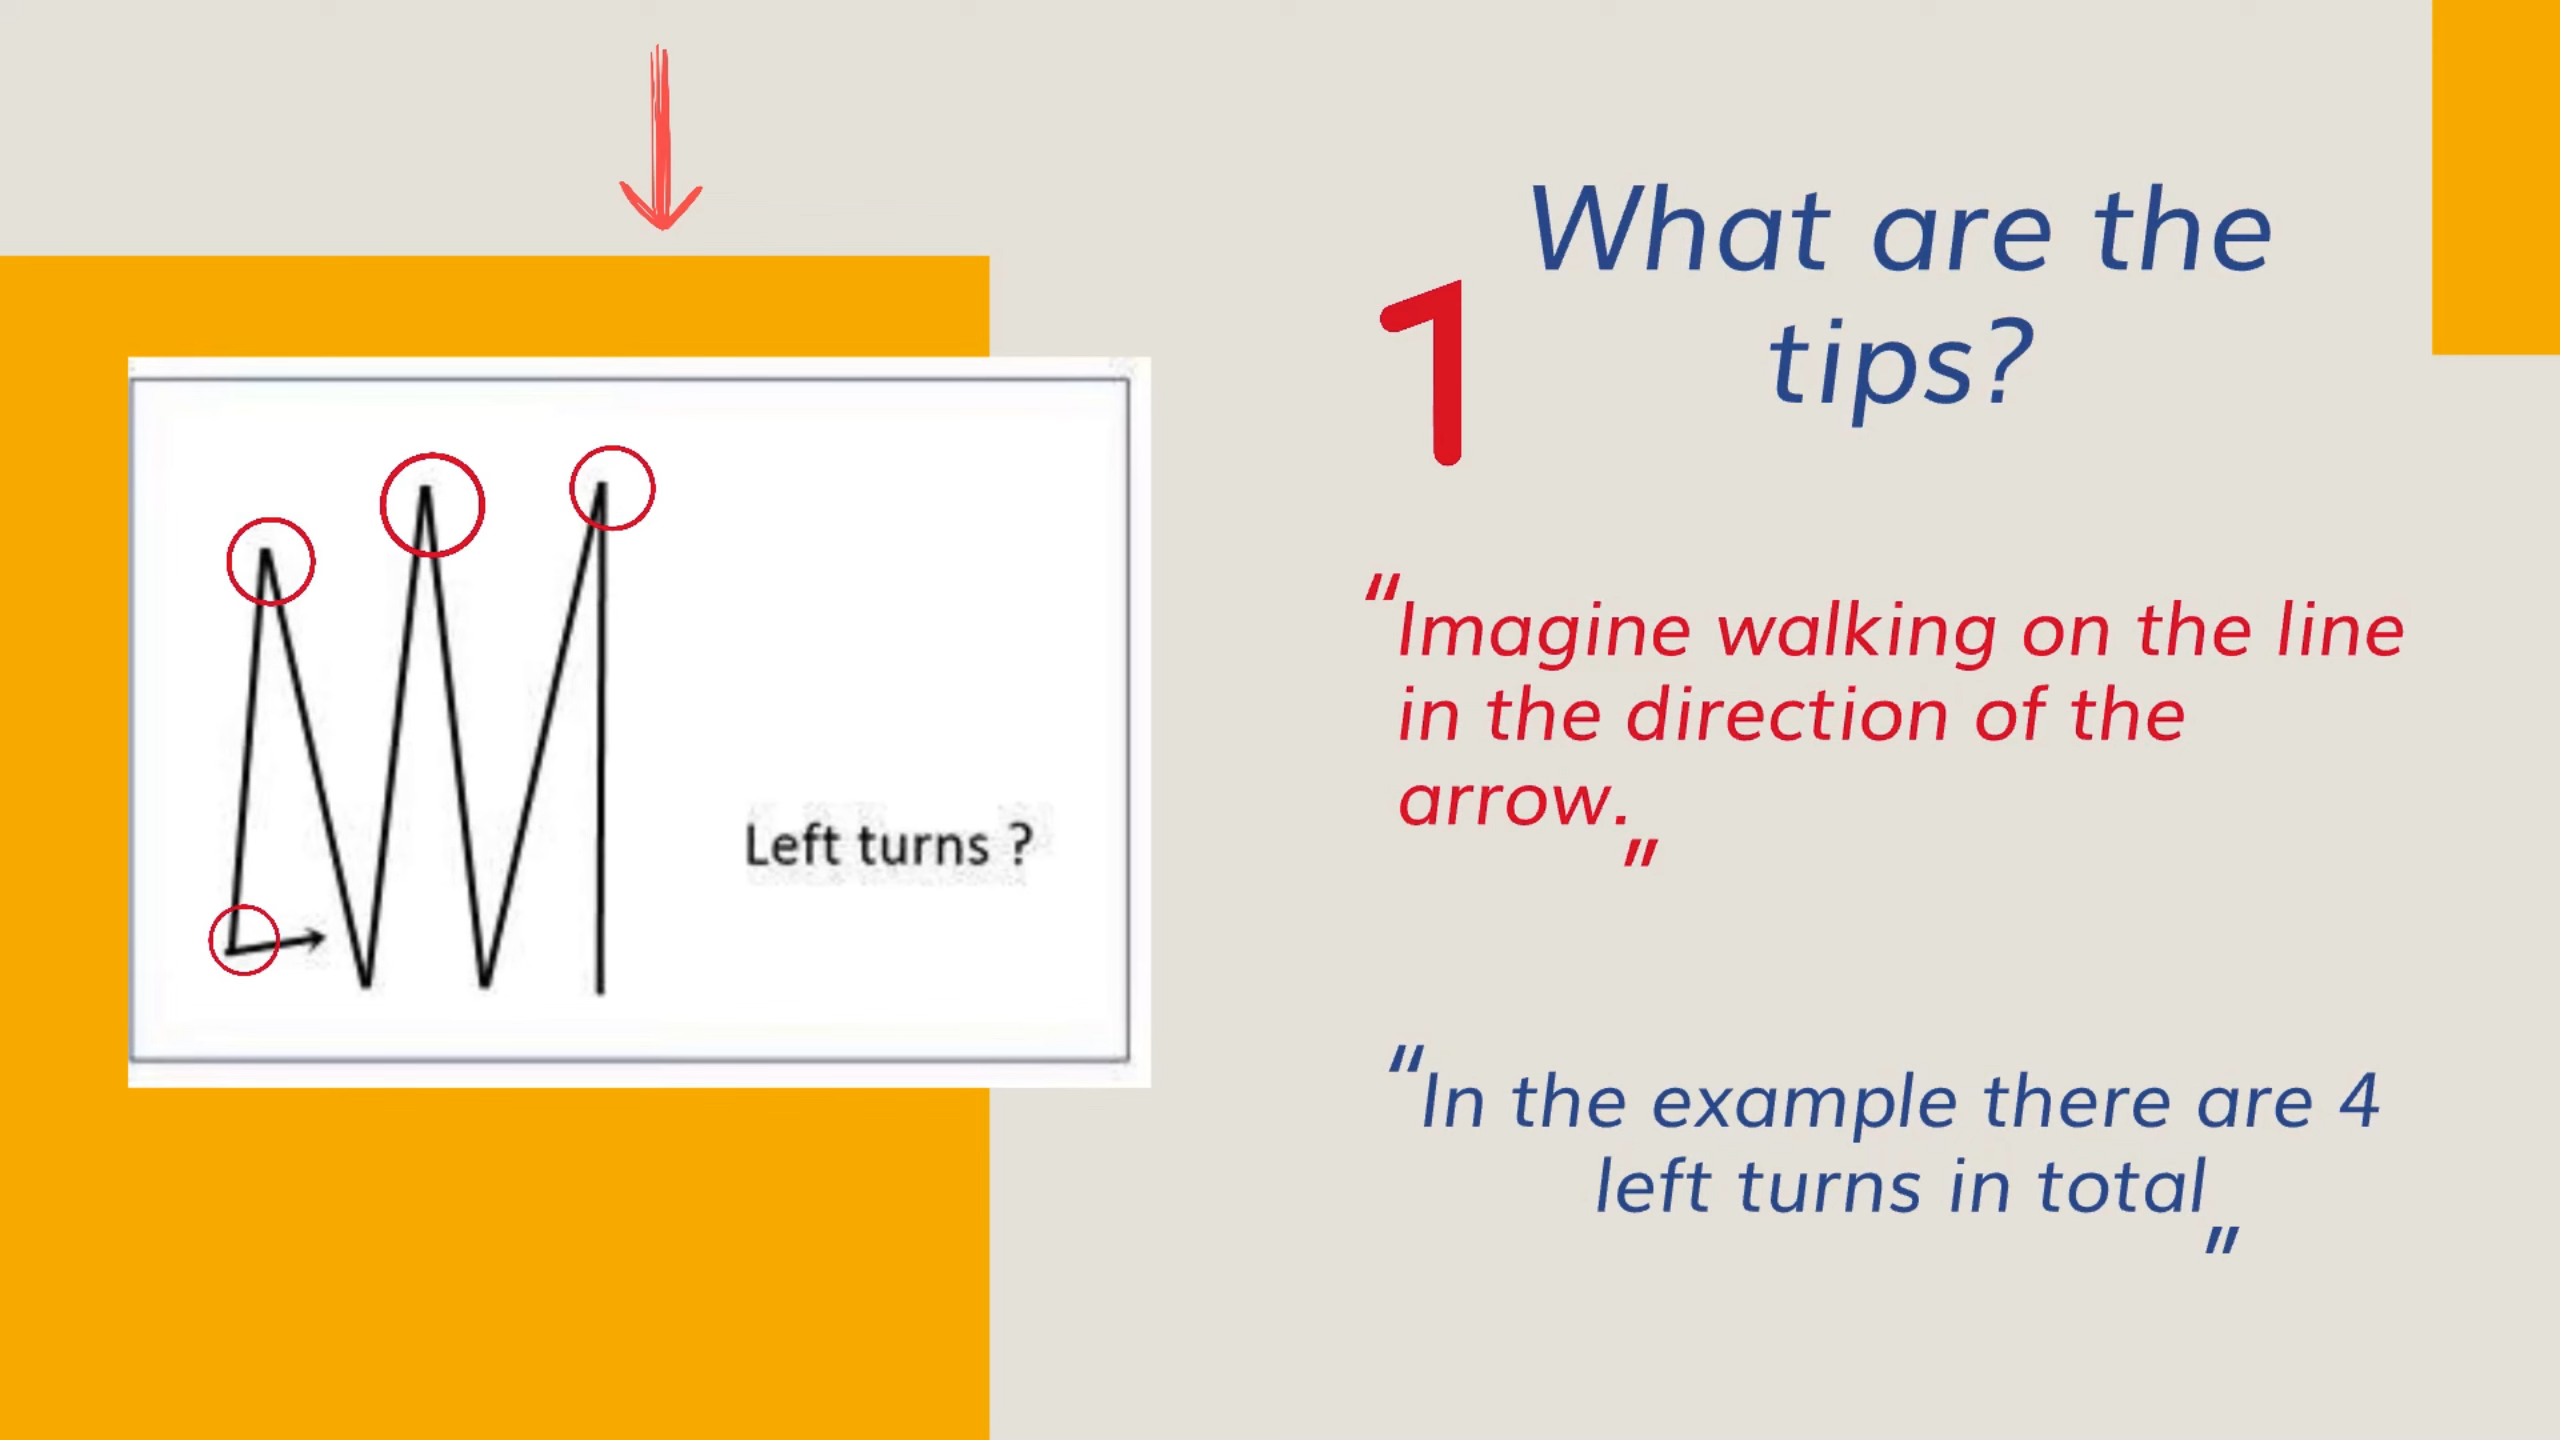 What are the
tips?
1
"Imagine walking on the line
in the direction of the
arrow."
Left turns ?
"In the example there are 4
left turns in total"